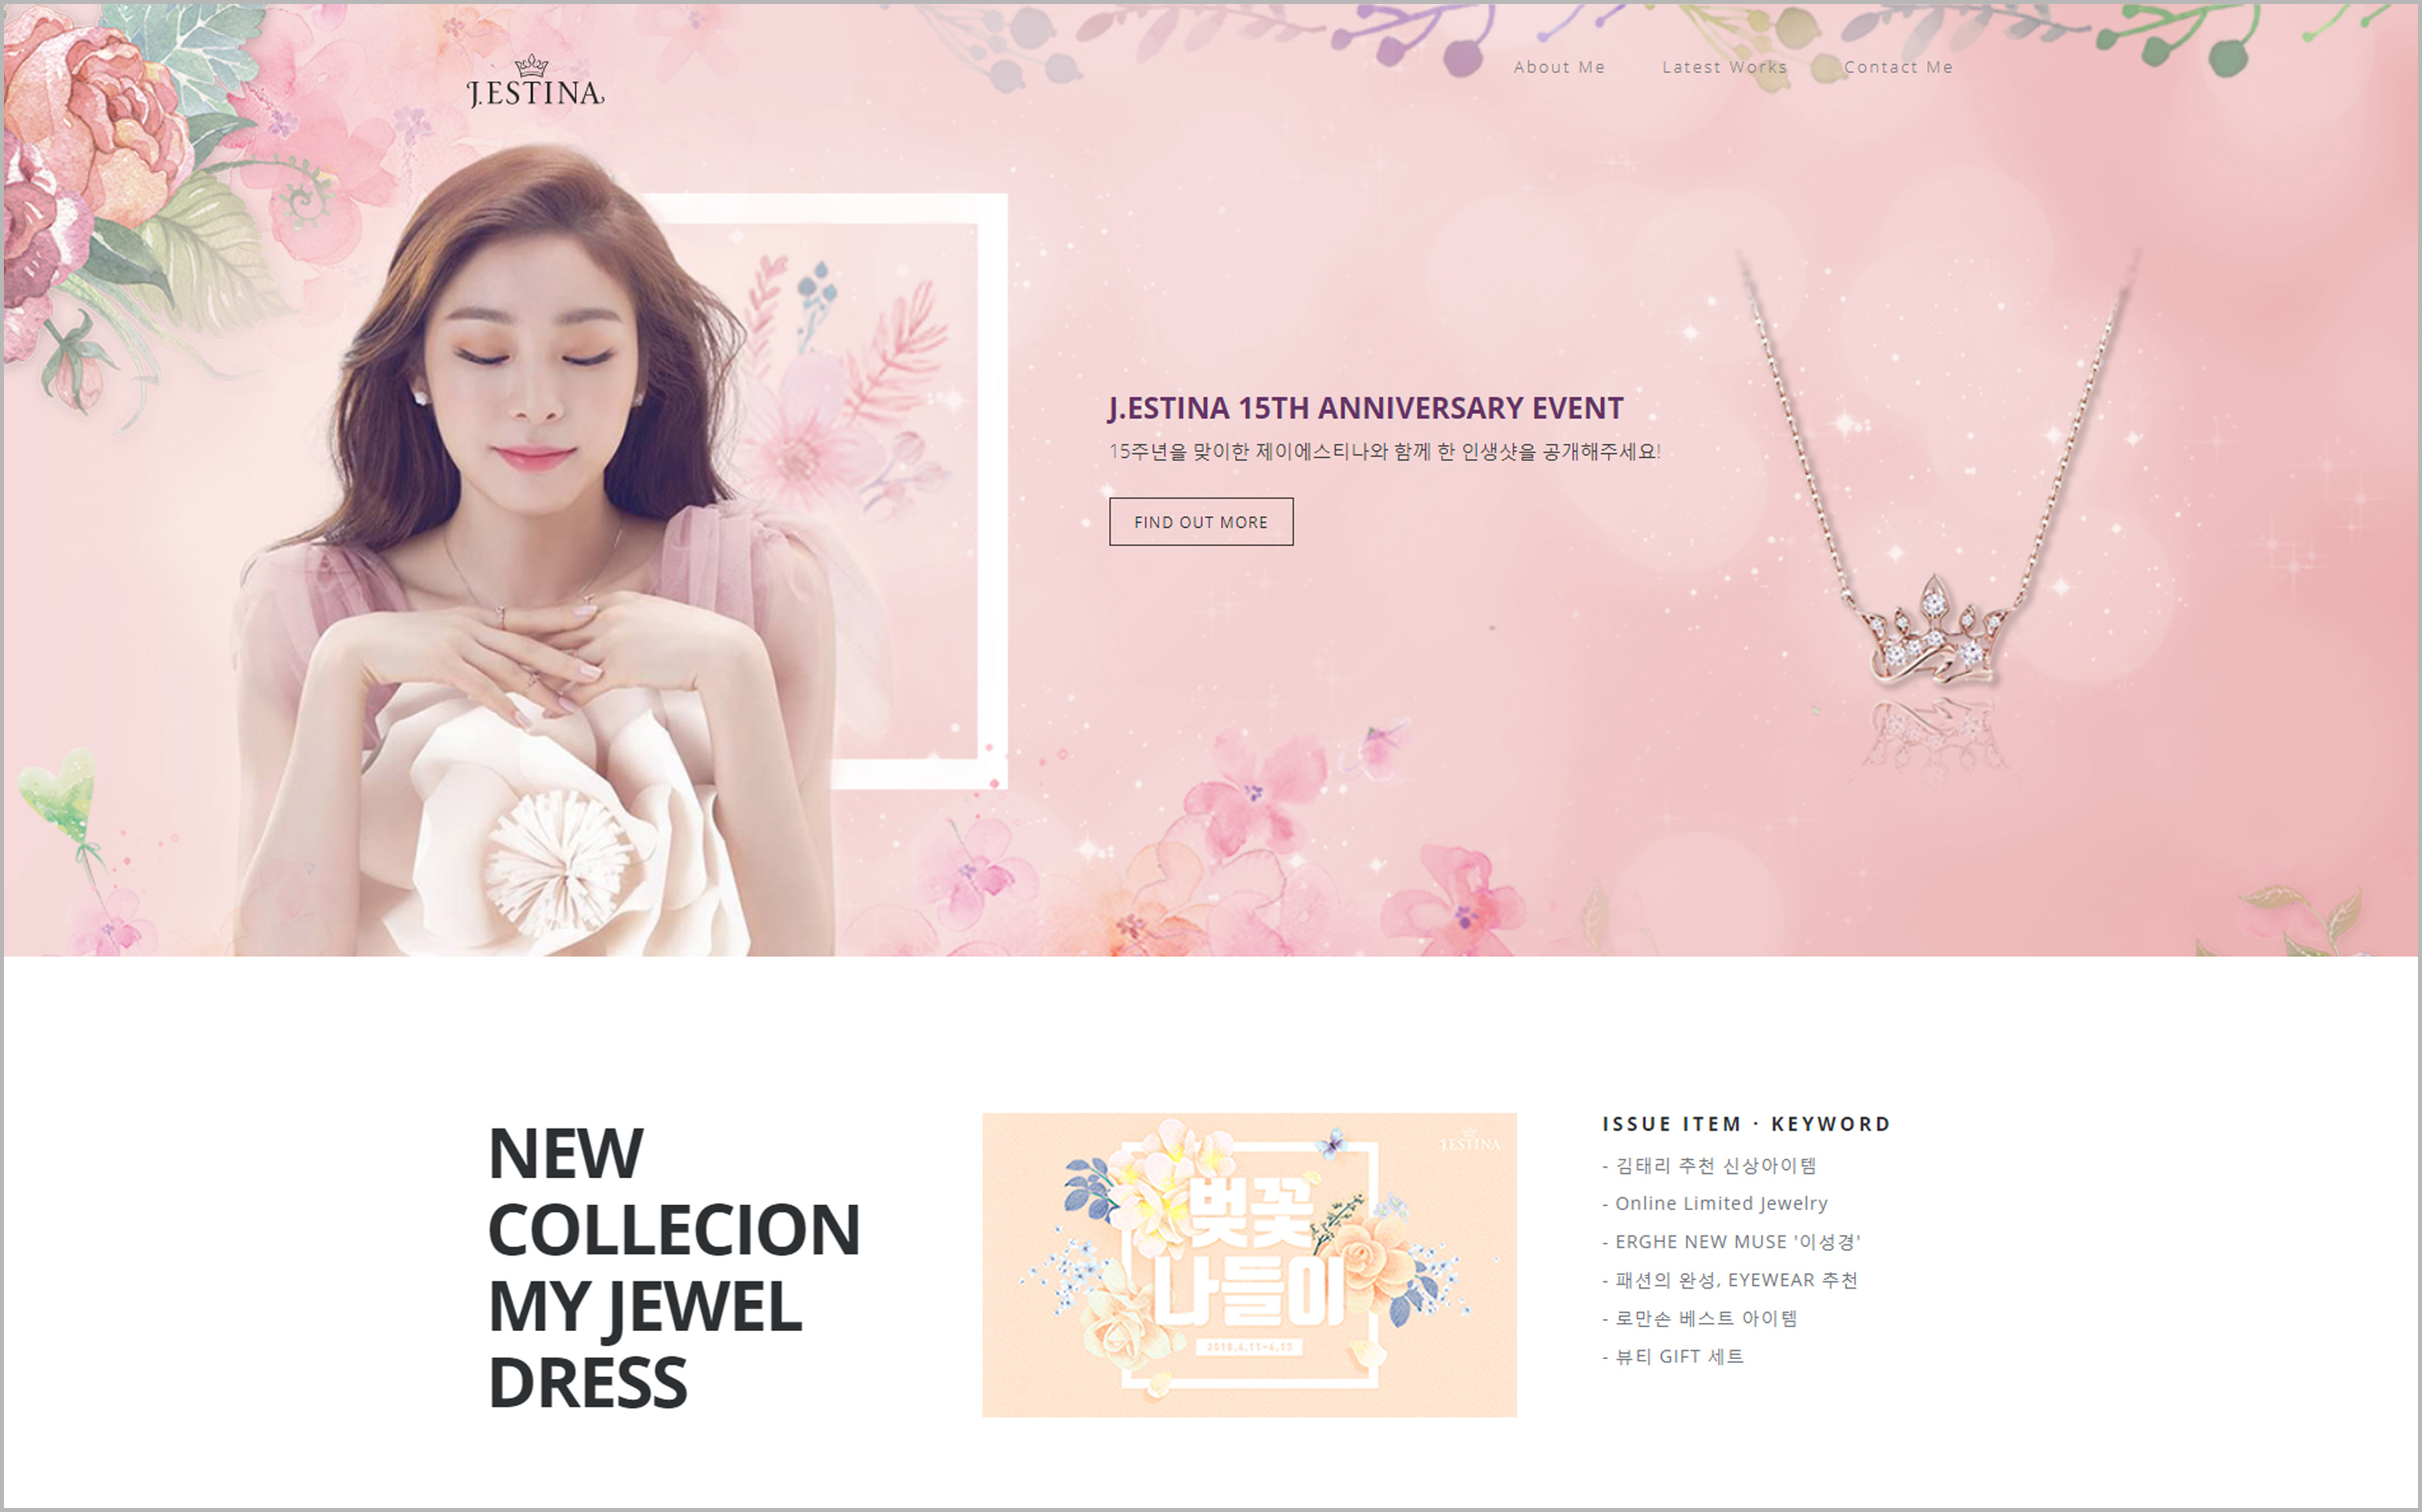 J.ESTINA
About Me
Latest Works
Contact Me
J.ESTINA 15TH ANNIVERSARY EVENT
15주년을 맞이한 제이에스티나와 함께 한 인생샷을 공개해주세요!
FIND OUT MORE
NEW
COLLECION
MY JEWEL
DRESS
J.ESTINA
벚꽃
나들이
2018.4.11-4.13
ISSUE ITEM · KEYWORD
- 김태리 추천 신상아이템
- Online Limited Jewelry
- ERGHE NEW MUSE '이성경'
- 패션의 완성, EYEWEAR 추천
- 로만손 베스트 아이템
- 뷰티 GIFT 세트